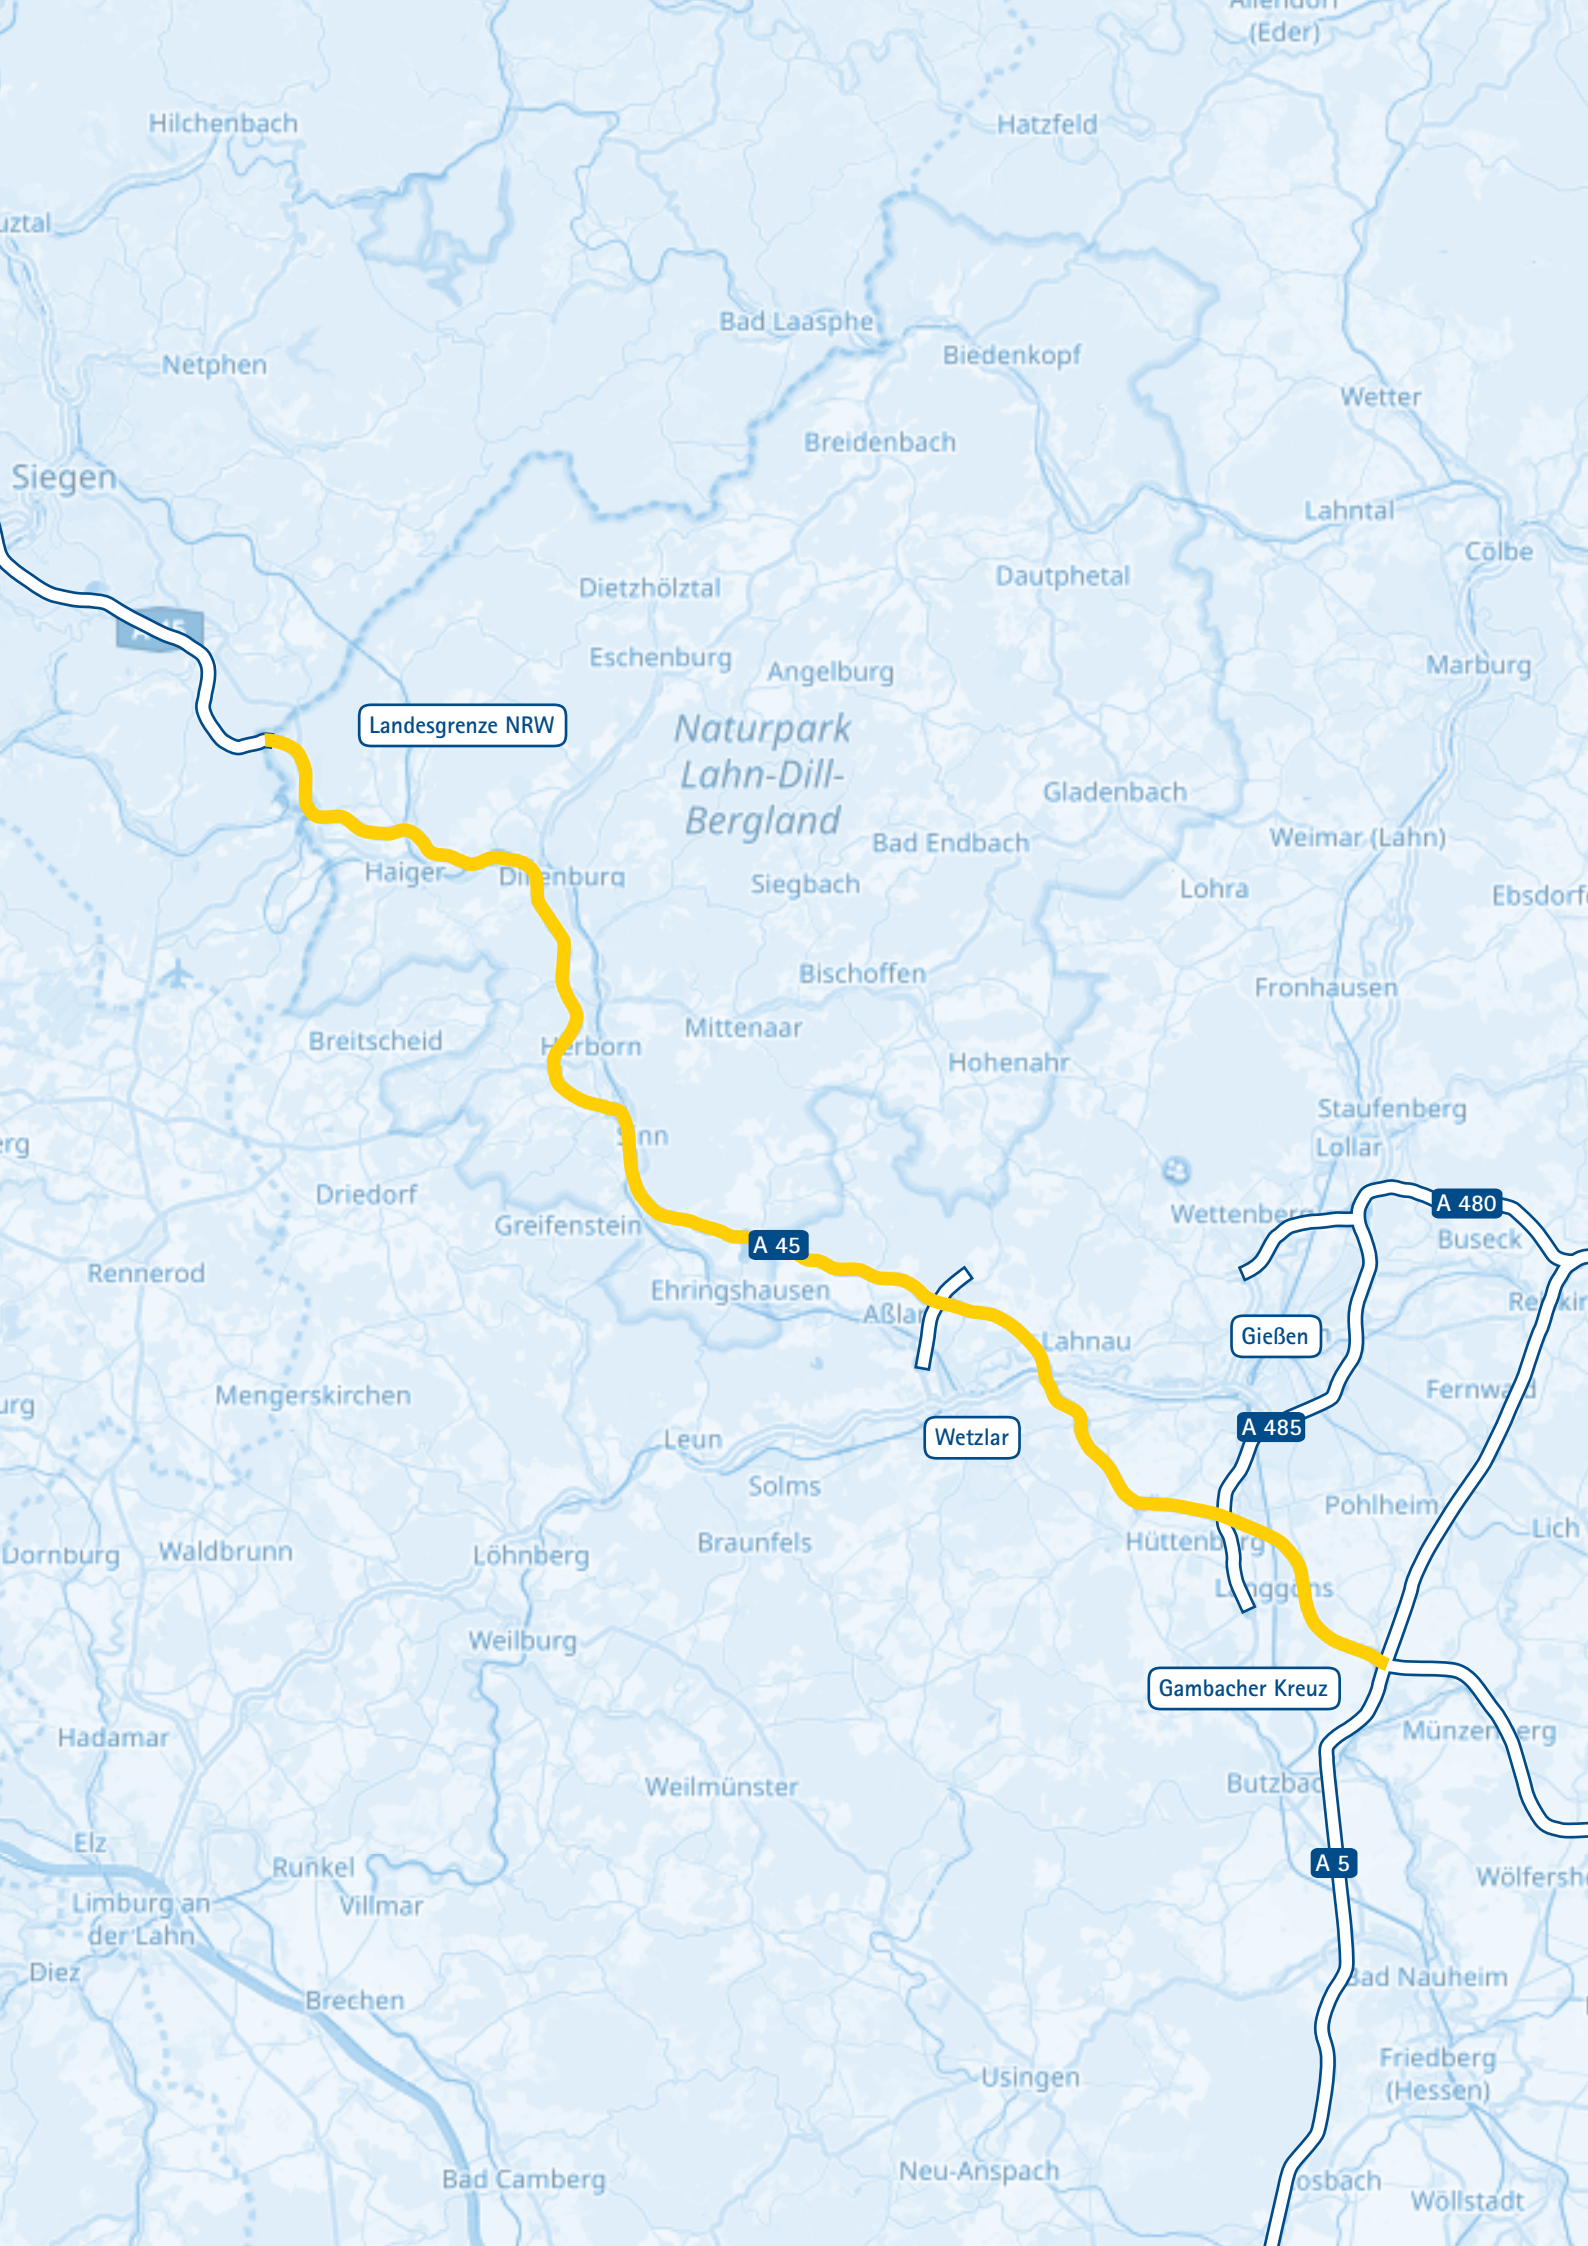 (Eder)
Hilchenbach
Hatzfeld
Bad Laasphe
Biedenkopf
Netphen
Wetter
Breidenbach
Siegen
Lahntal
Cölbe
Dautphetal
Dietzhölztal
Eschenburg
Angelburg
Marburg
Landesgrenze NRW
Naturpark
Lahn-Dill-
Bergland
Gladenbach
Weimar (Lahn)
Bad Endbach
Haiger
Siegbach
Lohra
Bischoffen
Fronhausen
Mittenaar
Breitscheid
Hohenahr
Staufenberg
Lollar
Driedorf
A 480
Wettenberg
Greifenstein
Buseck
A 45
Rennerod
Ehringshausen
Gießen
Lahnau
Mengerskirchen
A 485
Wetzlar
Leun
Solms
Pohlheim
Lich
Braunfels
Dornburg
Waldbrunn
Löhnberg
Weilburg
Gambacher Kreuz
Hadamar
Weilmünster
Elz
A 5
Runkel
Limburg an
der Lahn
Villmar
Diez
Bad Nauheim
Brechen
Friedberg
(Hessen)
Usingen
Neu-Anspach
Bad Camberg
Wöllstadt